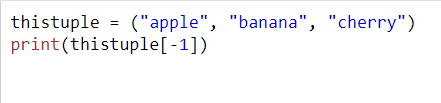 thistuple = ("apple", "banana", "cherry")
print(thistuple[-1])